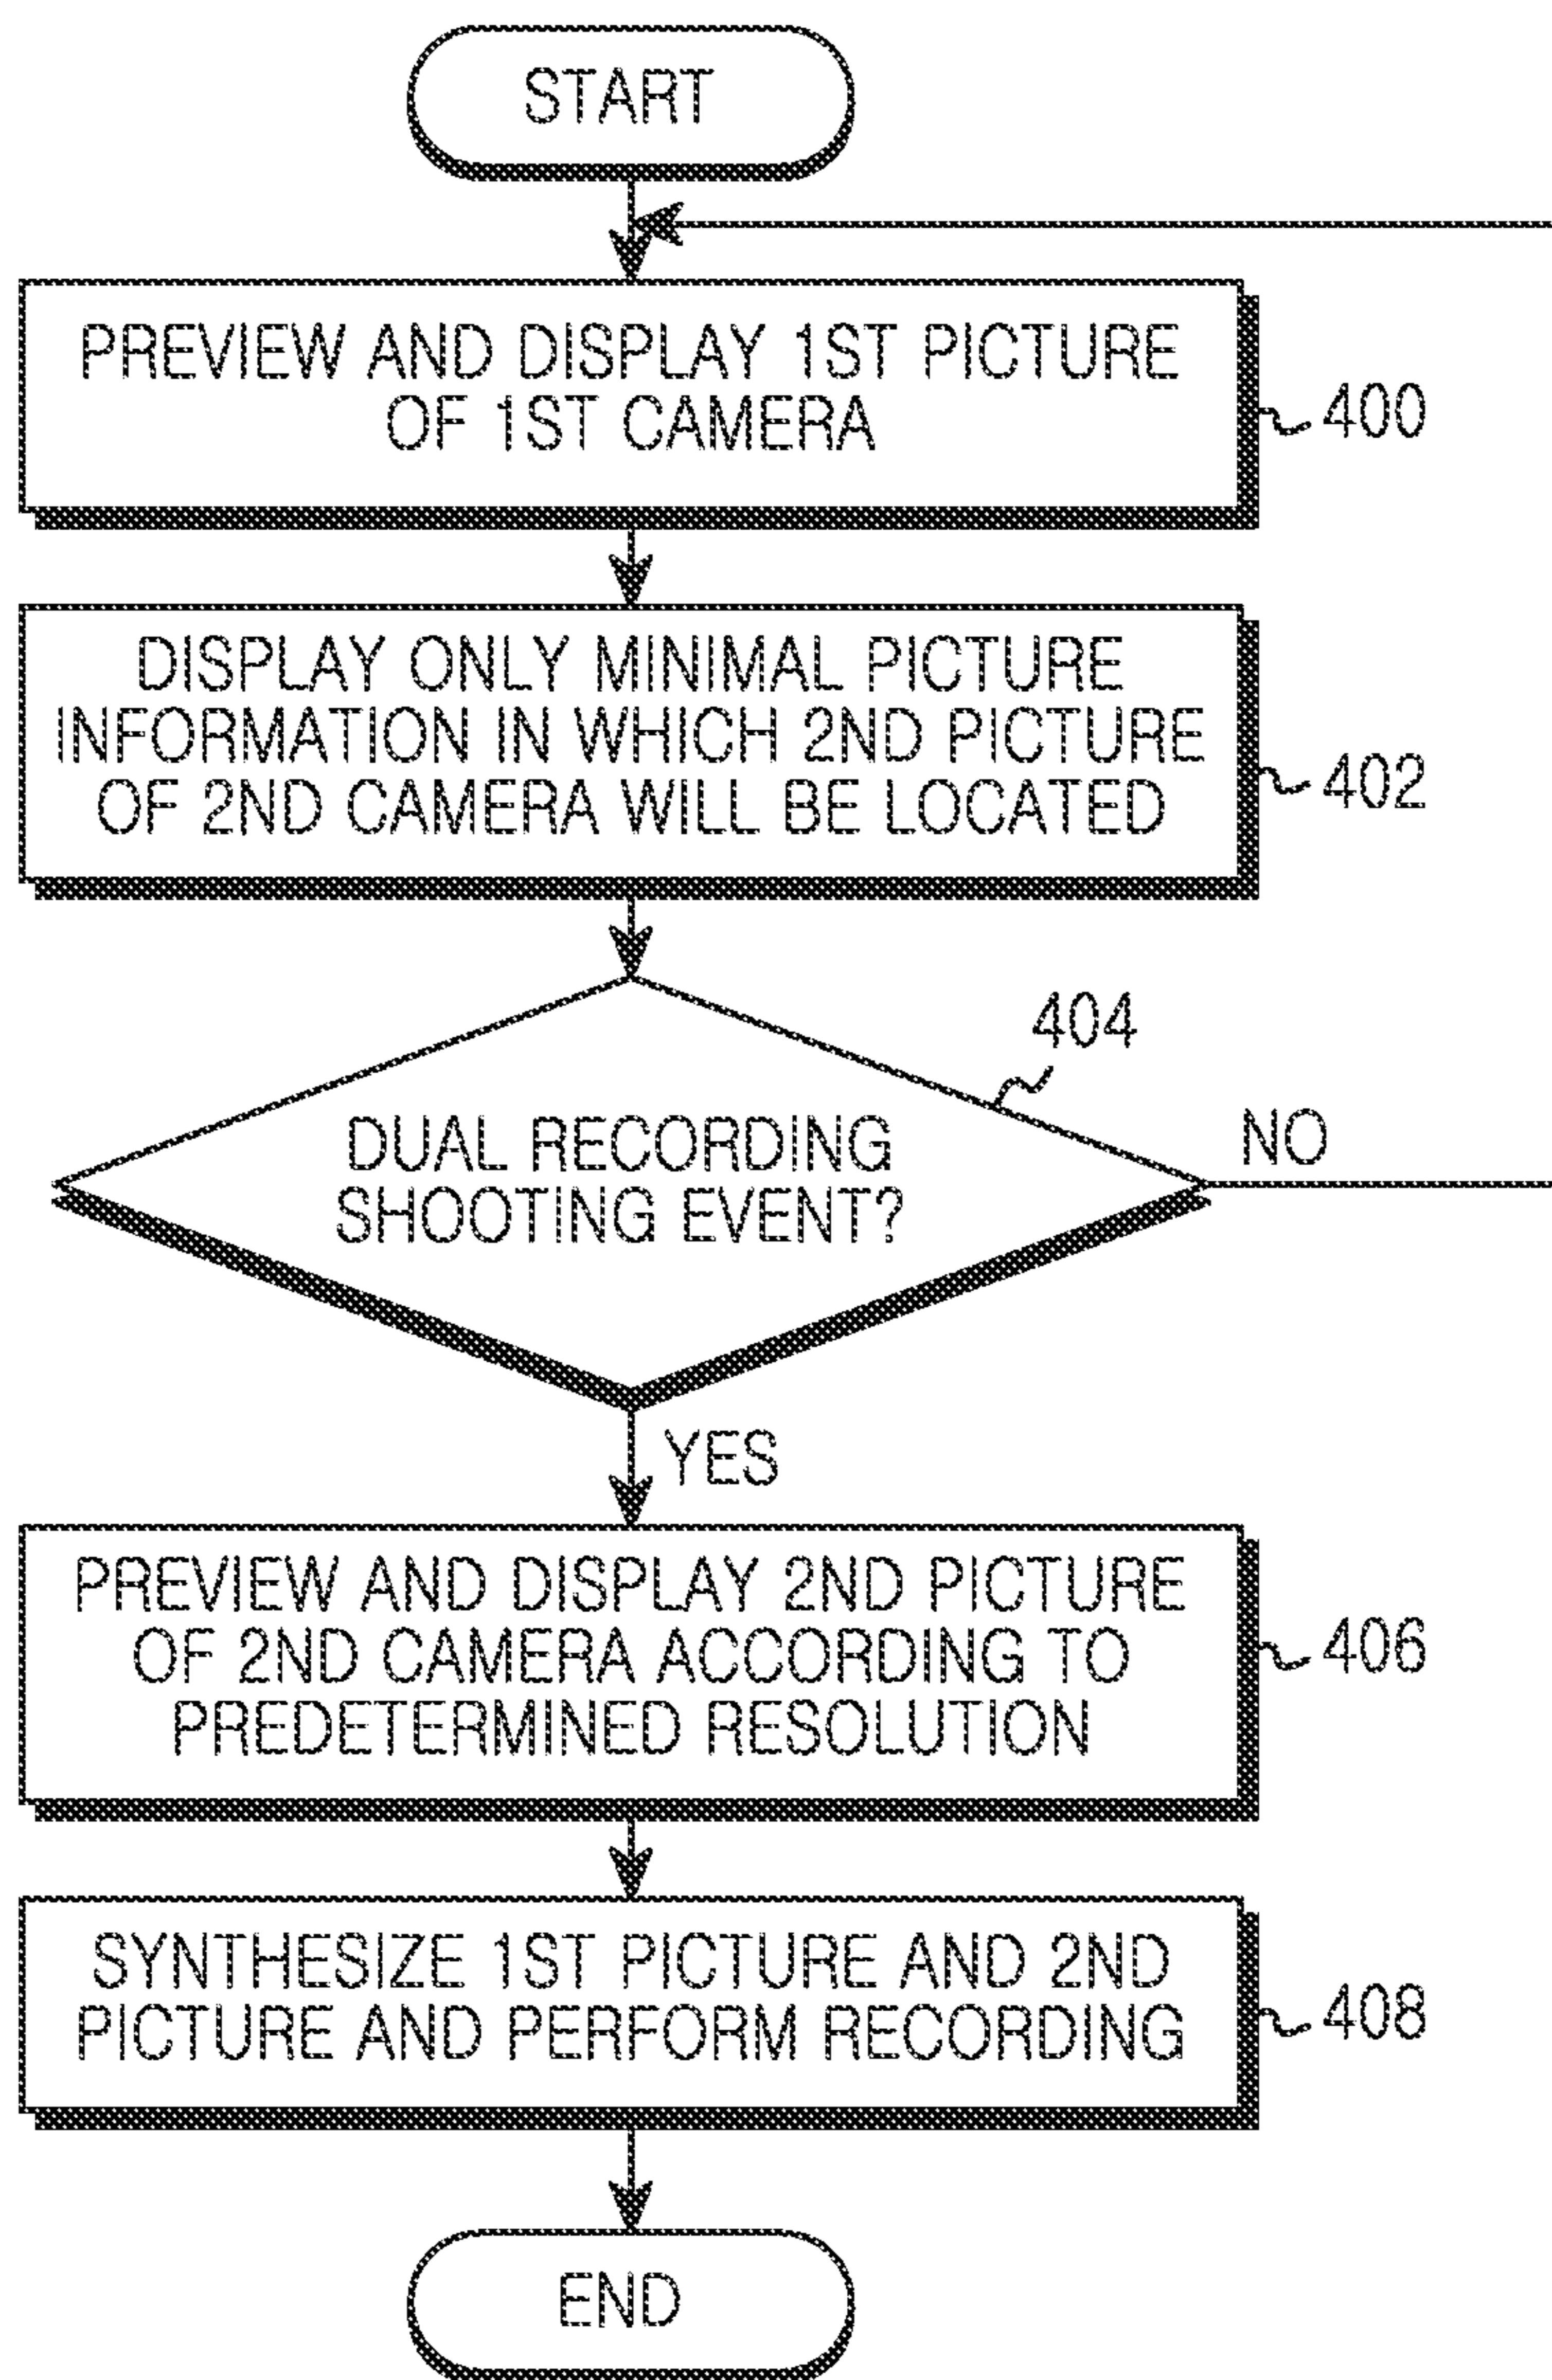 START
PREVIEW AND DISPLAY 1ST PICTURE
OF 1ST CAMERA
400
DISPLAY ONLY MINIMAL PICTURE
INFORMATION IN WHICH 2ND PICTURE
OF 2ND CAMERA WILL BE LOCATED
402
404
DUAL RECORDING
SHOOTING EVENT?
NO
YES
PREVIEW AND DISPLAY 2ND PICTURE
OF 2ND CAMERA ACCORDING TO
PREDETERMINED RESOLUTION
406
SYNTHESIZE 1ST PICTURE AND 2ND
PICTURE AND PERFORM RECORDING
408
END